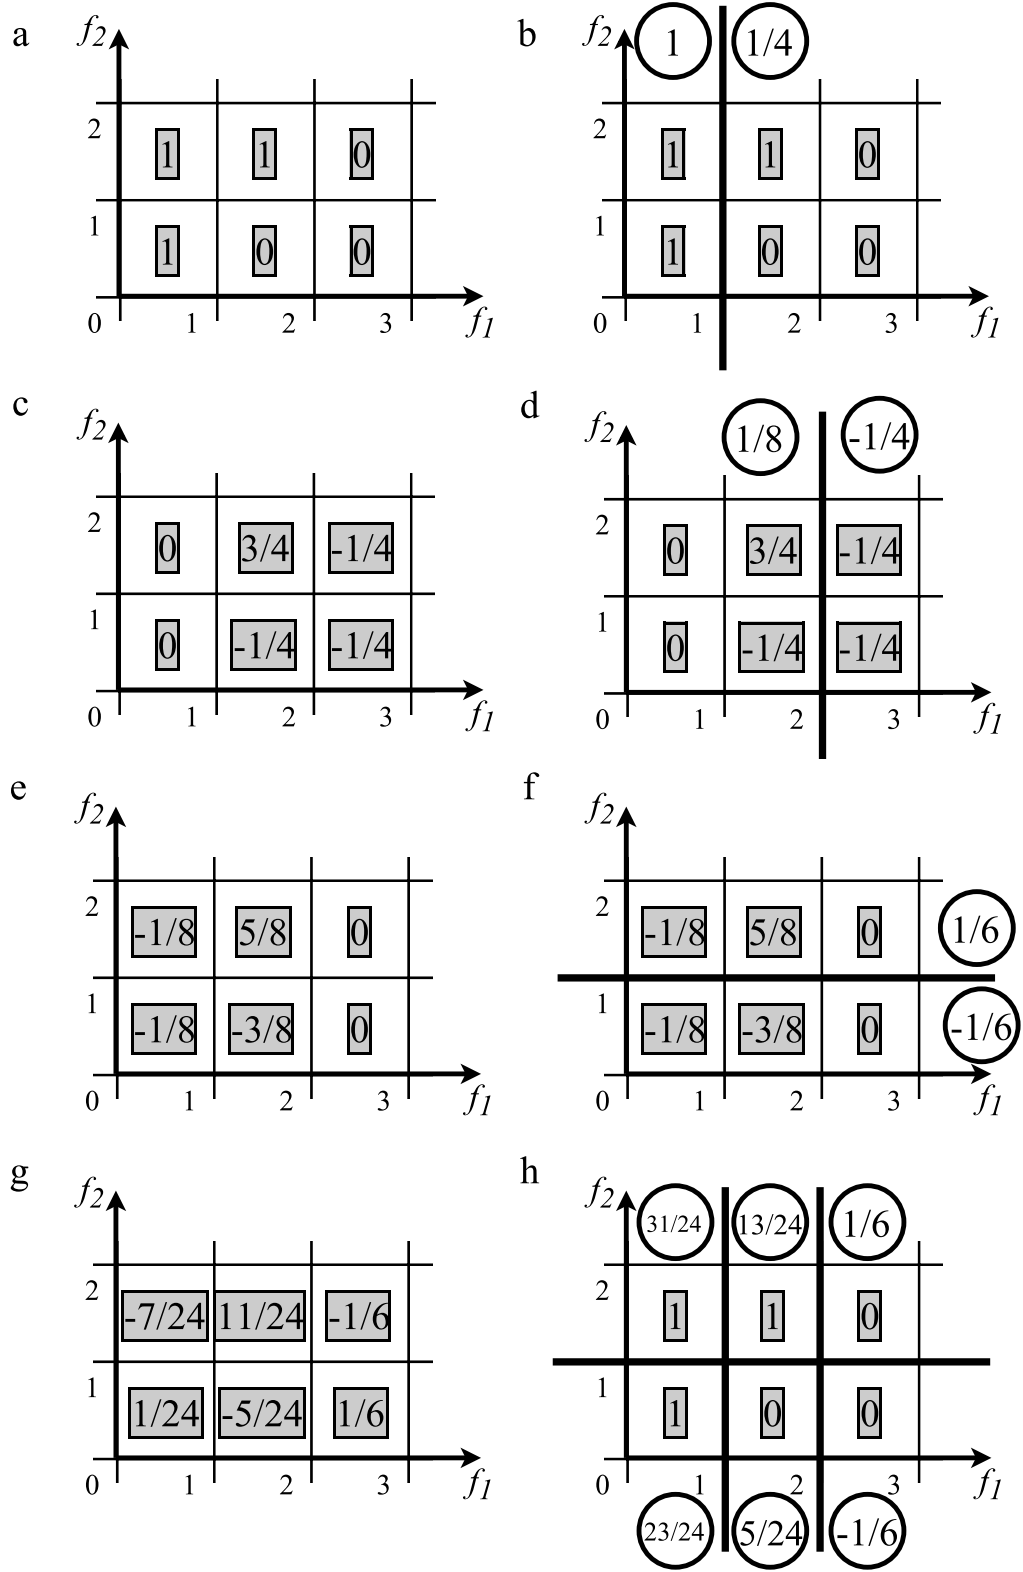 a
f2
2
1 1 0
1
1 0 0
0 1 2 3 f1
b
f2
1 1/4
2
1 1 0
1
1 0 0
0 1 2 3 f1
c
f2
2
0 3/4 -1/4
1
0 -1/4 -1/4
0 1 2 3 f1
d
f2
1/8 -1/4
2
0 3/4 -1/4
1
0 -1/4 -1/4
0 1 2 3 f1
e
f2
2
-1/8 5/8 0
1
-1/8 -3/8 0
0 1 2 3 f1
f
f2
2
-1/8 5/8 0 1/6
1
-1/8 -3/8 0 -1/6
0 1 2 3 f1
g
f2
2
-7/24 11/24 -1/6
1
1/24 -5/24 1/6
0 1 2 3 f1
h
f2
31/24 13/24 1/6
2
1 1 0
1
1 0 0
0 1 2 3 f1
23/24 5/24 -1/6